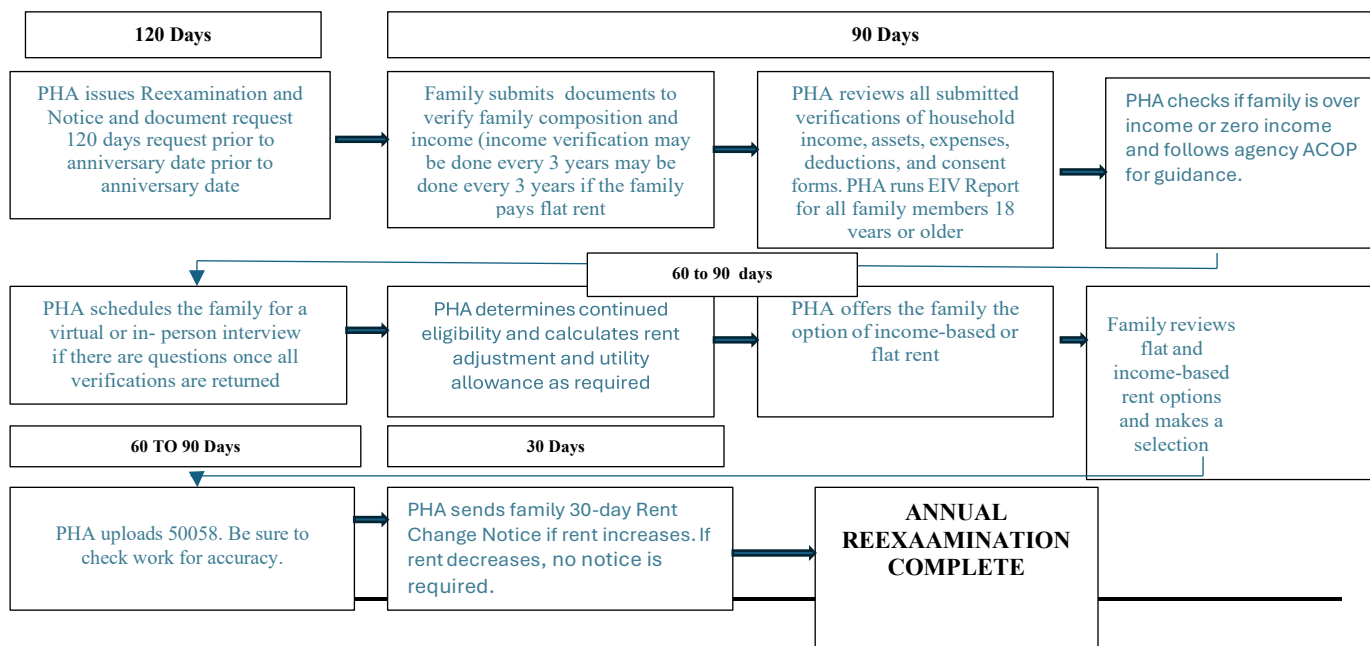 120 Days
90 Days
PHA issues Reexamination and
Notice and document request
120 days request prior to
anniversary date prior to
anniversary date
Family submits documents to
verify family composition and
income (income verification may
be done every 3 years may be
done every 3 years if the family
pays flat rent
PHA reviews all submitted
verifications of household
income, assets, expenses,
deductions, and consent
forms. PHA runs EIV Report
for all family members 18
years or older
PHA checks if family is over
income or zero income
and follows agency ACOP
for guidance.
60 to 90 days
PHA schedules the family for a
virtual or in- person interview
if there are questions once all
verifications are returned
PHA determines continued
eligibility and calculates rent
adjustment and utility
allowance as required
PHA offers the family the
option of income-based or
flat rent
Family reviews
flat and
income-based
rent options
and makes a
selection
60 TO 90 Days
30 Days
PHA uploads 50058. Be sure to
check work for accuracy.
PHA sends family 30-day Rent
Change Notice if rent increases. If
rent decreases, no notice is
required.
ANNUAL
REEXAAMINATION
COMPLETE